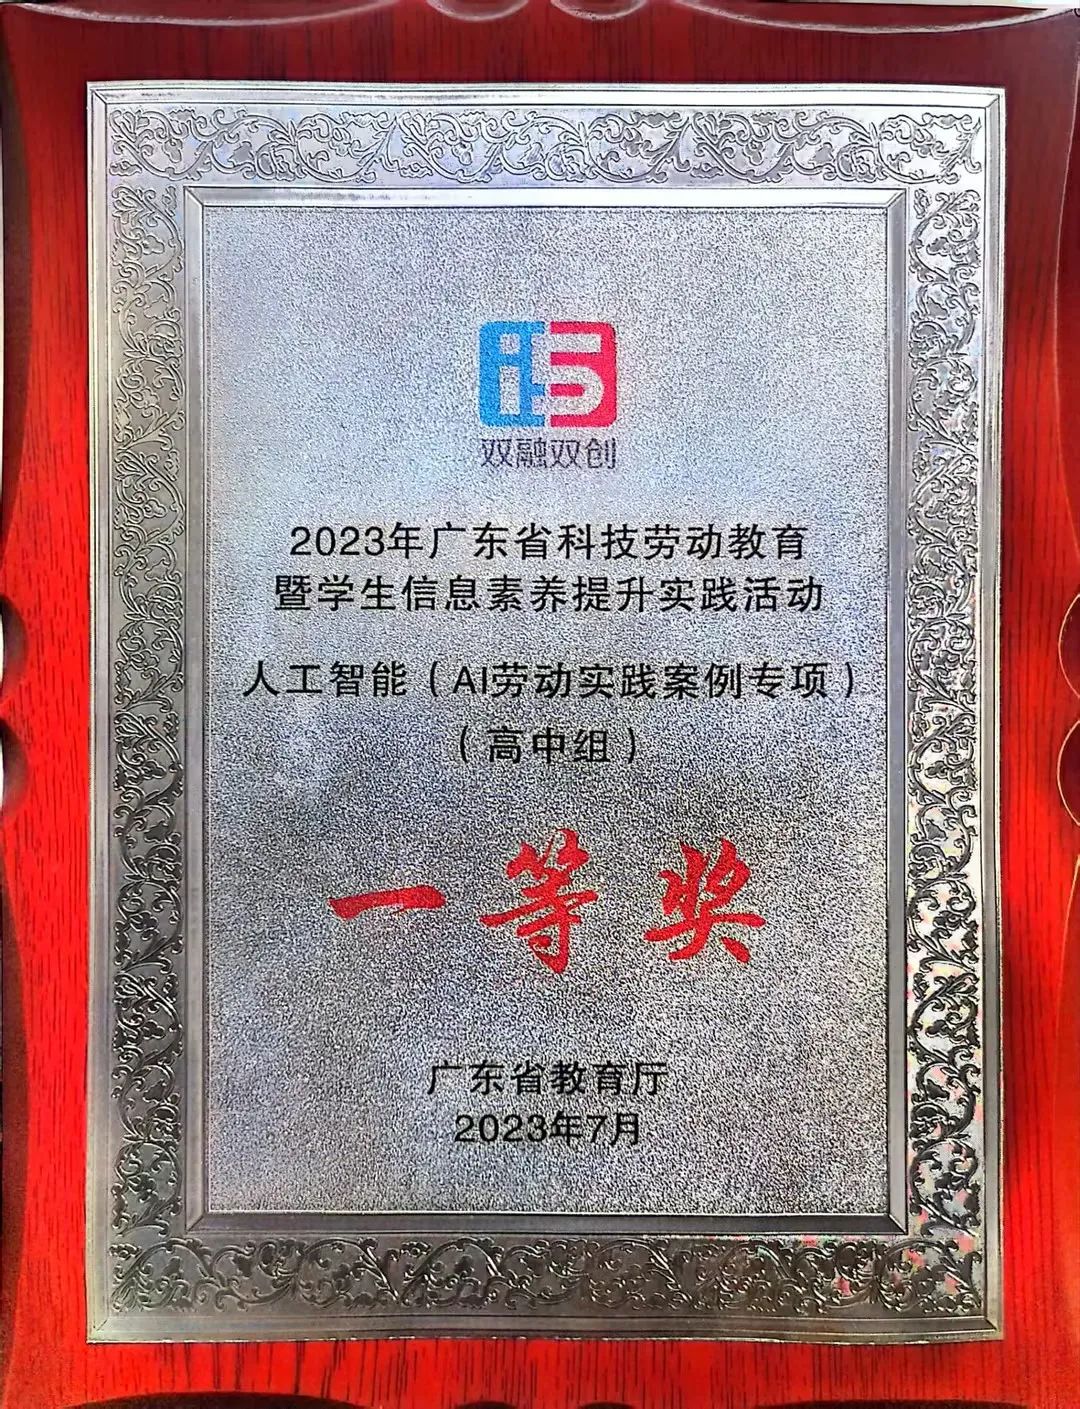 i5
双融双创
2023年广东省科技劳动教育
暨学生信息素养提升实践活动
人工智能（AI劳动实践案例专项）
（高中组）
一等奖
广东省教育厅
2023年7月